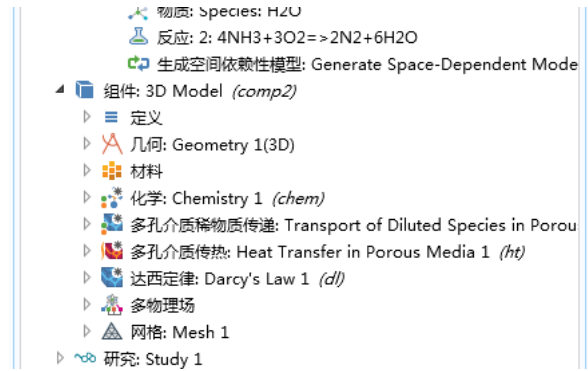 物质: Species: H2O
反应: 2: 4NH3+3O2=>2N2+6H2O
生成空间依赖性模型: Generate Space-Dependent Mode
组件: 3D Model (comp2)
定义
几何: Geometry 1(3D)
材料
化学: Chemistry 1 (chem)
多孔介质稀物质传递: Transport of Diluted Species in Porou
多孔介质传热: Heat Transfer in Porous Media 1 (ht)
达西定律: Darcy's Law 1 (dl)
多物理场
网格: Mesh 1
研究: Study 1